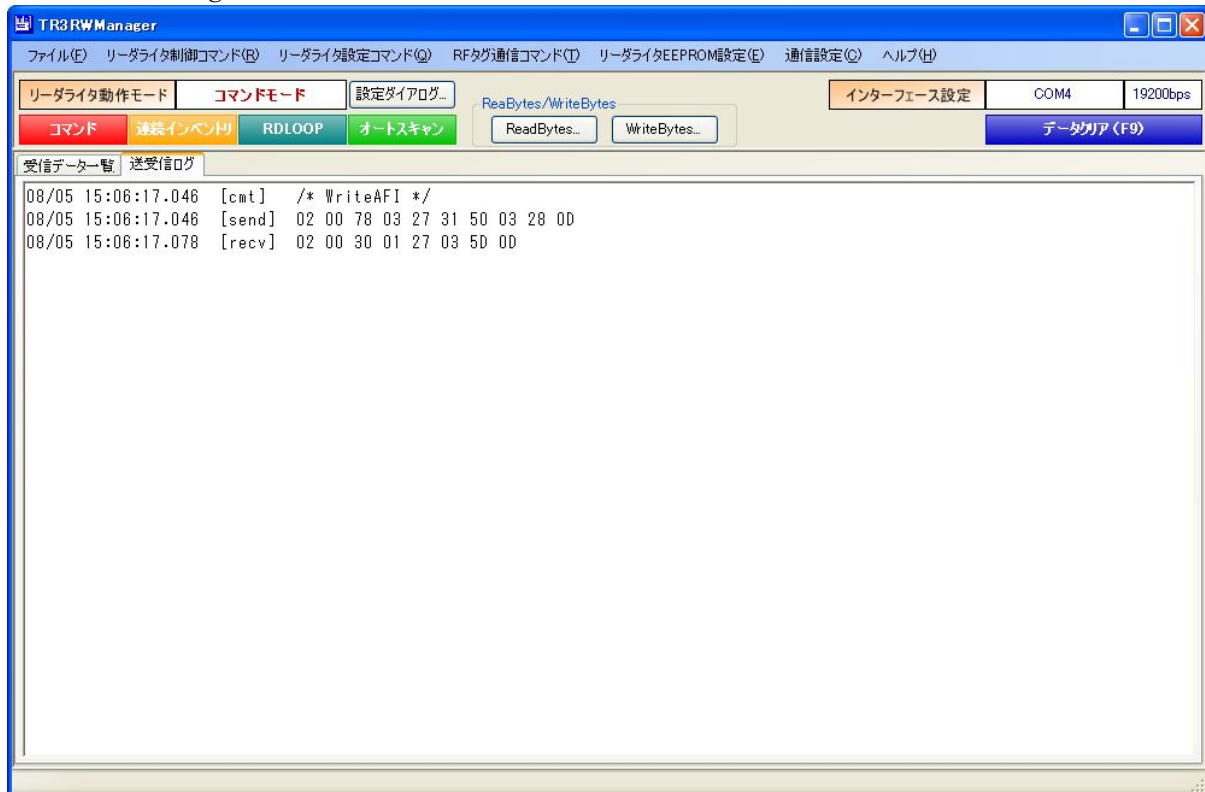 TR3RWManager
ファイル(F) リーダライタ制御コマンド(R) リーダライタ設定コマンド(Q) RFタグ通信コマンド(T) リーダライタEEPROM設定(E) 通信設定(C) ヘルプ(H)
リーダライタ動作モード コマンドモード 設定ダイアログ... ReaBytes/WriteBytes インターフェース設定 COM4 19200bps
コマンド 連続インベントリ RDLOOP オートスキャン ReadBytes... WriteBytes... データクリア(F9)
受信データ一覧 送受信ログ
08/05 15:06:17.046 [cmt] /* WriteAFI */
08/05 15:06:17.046 [send] 02 00 78 03 27 31 50 03 28 0D
08/05 15:06:17.078 [recv] 02 00 30 01 27 03 5D 0D